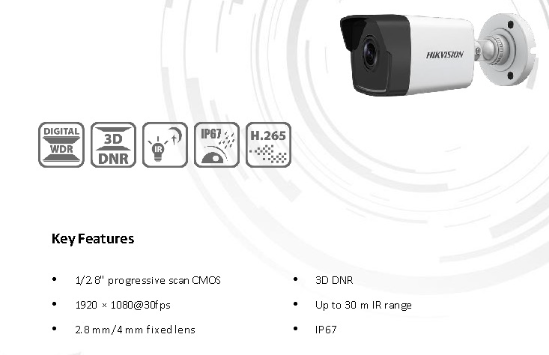 HIKVISION
DIGITAL
WDR
3D
DNR
IR
IP67
H.265
Key Features
• 1/2.8" progressive scan CMOS
• 1920 × 1080@30fps
• 2.8 mm/4 mm fixed lens
• 3D DNR
• Up to 30 m IR range
• IP67